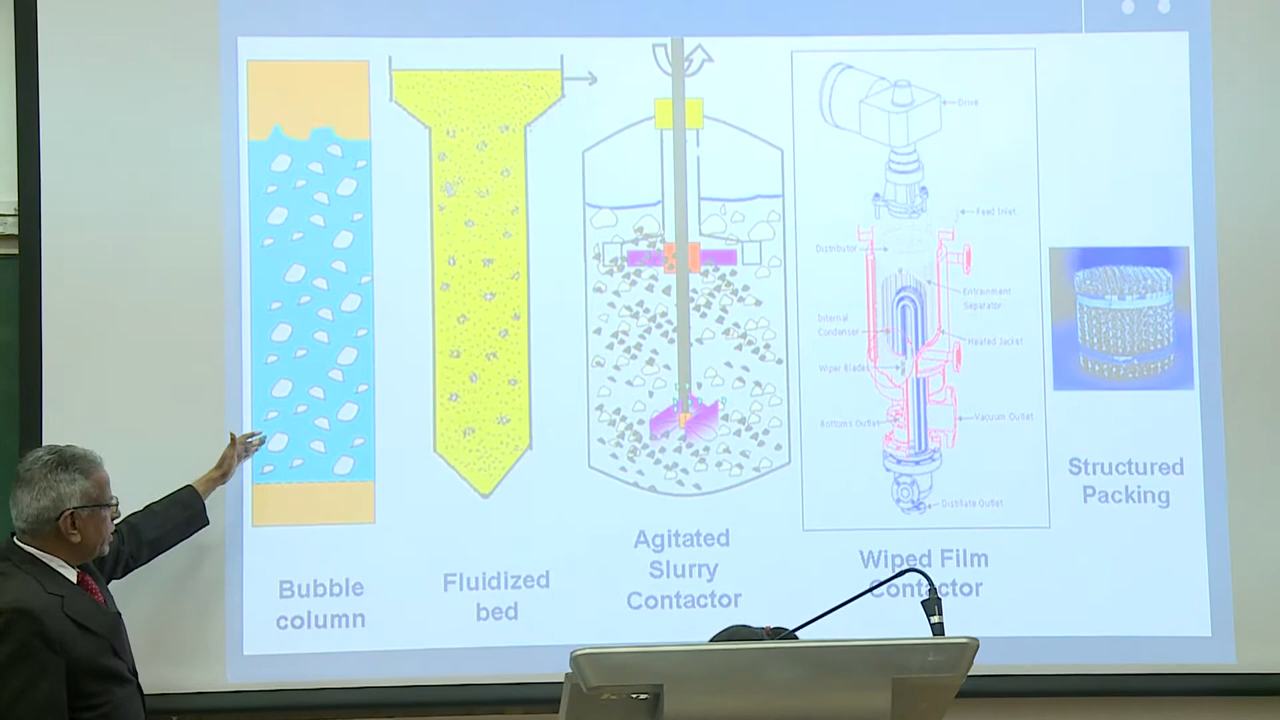 Drive
Feed Inlet
Distributor
Entrainment
Separator
Internal
Condenser
Heated Jacket
Wiper Blades
Bottoms Outlet
Vacuum Outlet
Distillate Outlet
Structured
Packing
Bubble
column
Fluidized
bed
Agitated
Slurry
Contactor
Wiped Film
Contactor